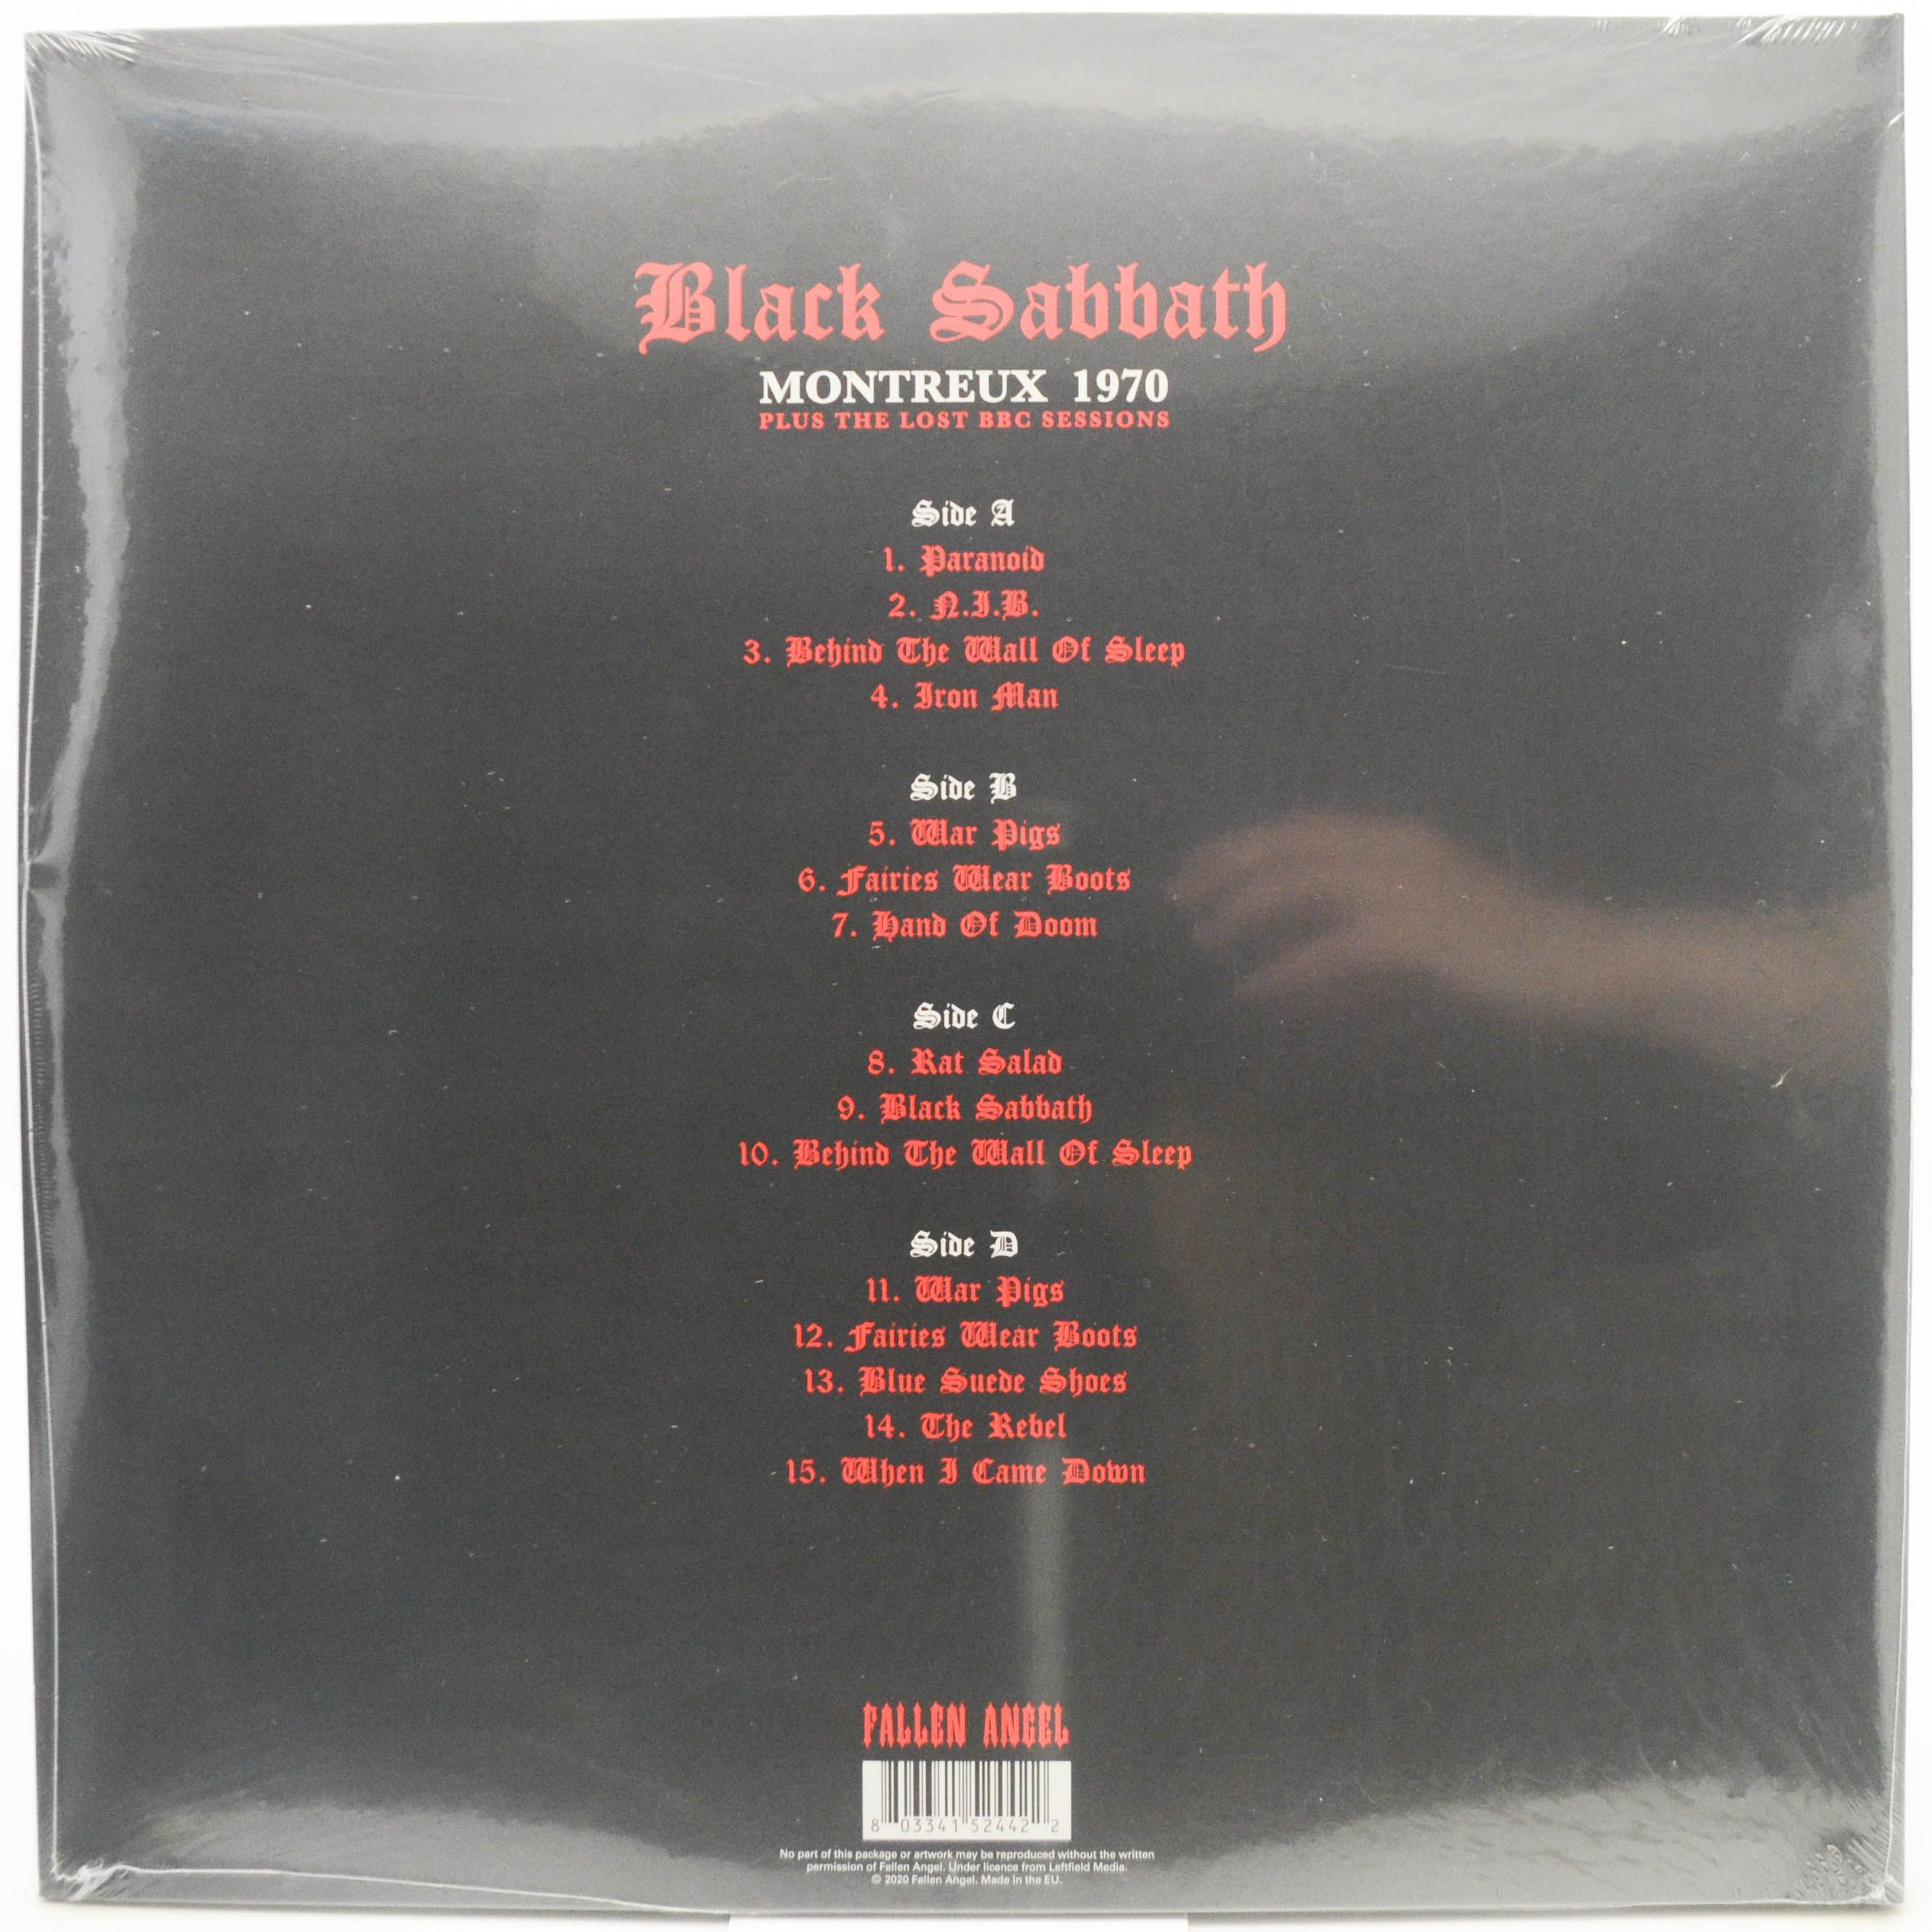 Black Sabbath
MONTREUX 1970
PLUS THE LOST BBC SESSIONS
Side A
1. Paranoid
2. N.I.B.
3. Behind The Wall Of Sleep
4. Iron Man
Side B
5. War Pigs
6. Fairies Wear Boots
7. Hand Of Doom
Side C
8. Rat Salad
9. Black Sabbath
10. Behind The Wall Of Sleep
Side D
11. War Pigs
12. Fairies Wear Boots
13. Blue Suede Shoes
14. The Rebel
15. When I Came Down
FALLEN ANGEL
8 03341 52442 2
No part of this package or artwork may be reproduced without the written
permission of Fallen Angel. Under licence from Leftfield Media.
© 2020 Fallen Angel. Made in the EU.